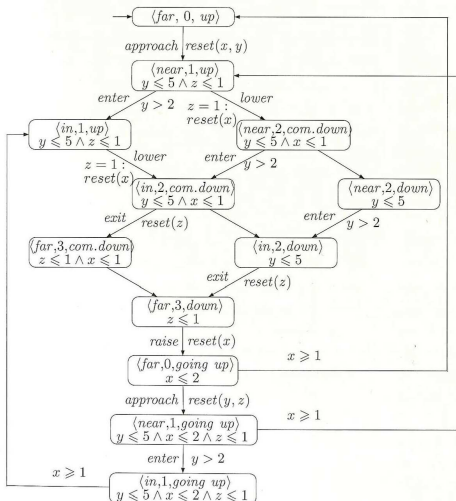 ⟨far, 0, up⟩
approach reset(x, y)
⟨near,1,up⟩
y ⩽ 5 ∧ z ⩽ 1
enter y > 2 z = 1 : lower
reset(x)
⟨in,1,up⟩
y ⩽ 5 ∧ z ⩽ 1
⟨near,2,com.down⟩
y ⩽ 5 ∧ x ⩽ 1
z = 1 : lower
reset(x)
enter y > 2
⟨in,2,com.down⟩
y ⩽ 5 ∧ x ⩽ 1
⟨near,2,down⟩
y ⩽ 5
exit reset(z)
enter y > 2
⟨far,3,com.down⟩
z ⩽ 1 ∧ x ⩽ 1
⟨in,2,down⟩
y ⩽ 5
exit reset(z)
⟨far,3,down⟩
z ⩽ 1
raise reset(x)
⟨far,0,going up⟩
x ⩽ 2
x ⩾ 1
approach reset(y, z)
⟨near,1,going up⟩
y ⩽ 5 ∧ x ⩽ 2 ∧ z ⩽ 1
x ⩾ 1
enter y > 2
x ⩾ 1
⟨in,1,going up⟩
y ⩽ 5 ∧ x ⩽ 2 ∧ z ⩽ 1